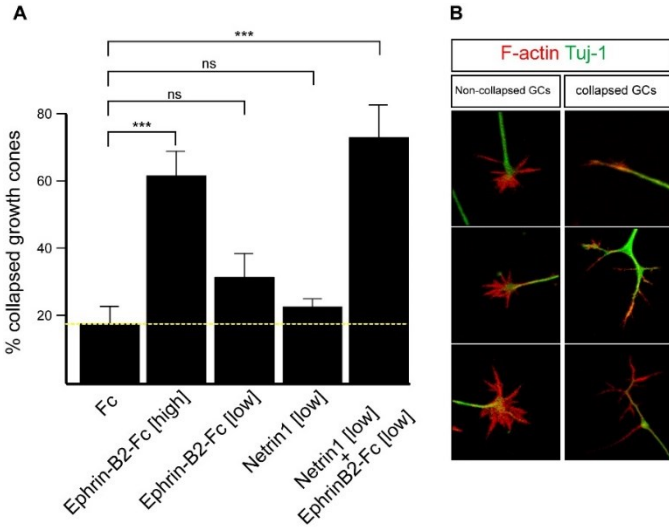 A
***
ns
ns
***
% collapsed growth cones
80
60
40
20
Fc
Ephrin-B2-Fc [high]
Ephrin-B2-Fc [low]
Netrin1 [low]
Netrin1 [low]
+
EphrinB2-Fc [low]
B
F-actin Tuj-1
Non-collapsed GCs
collapsed GCs